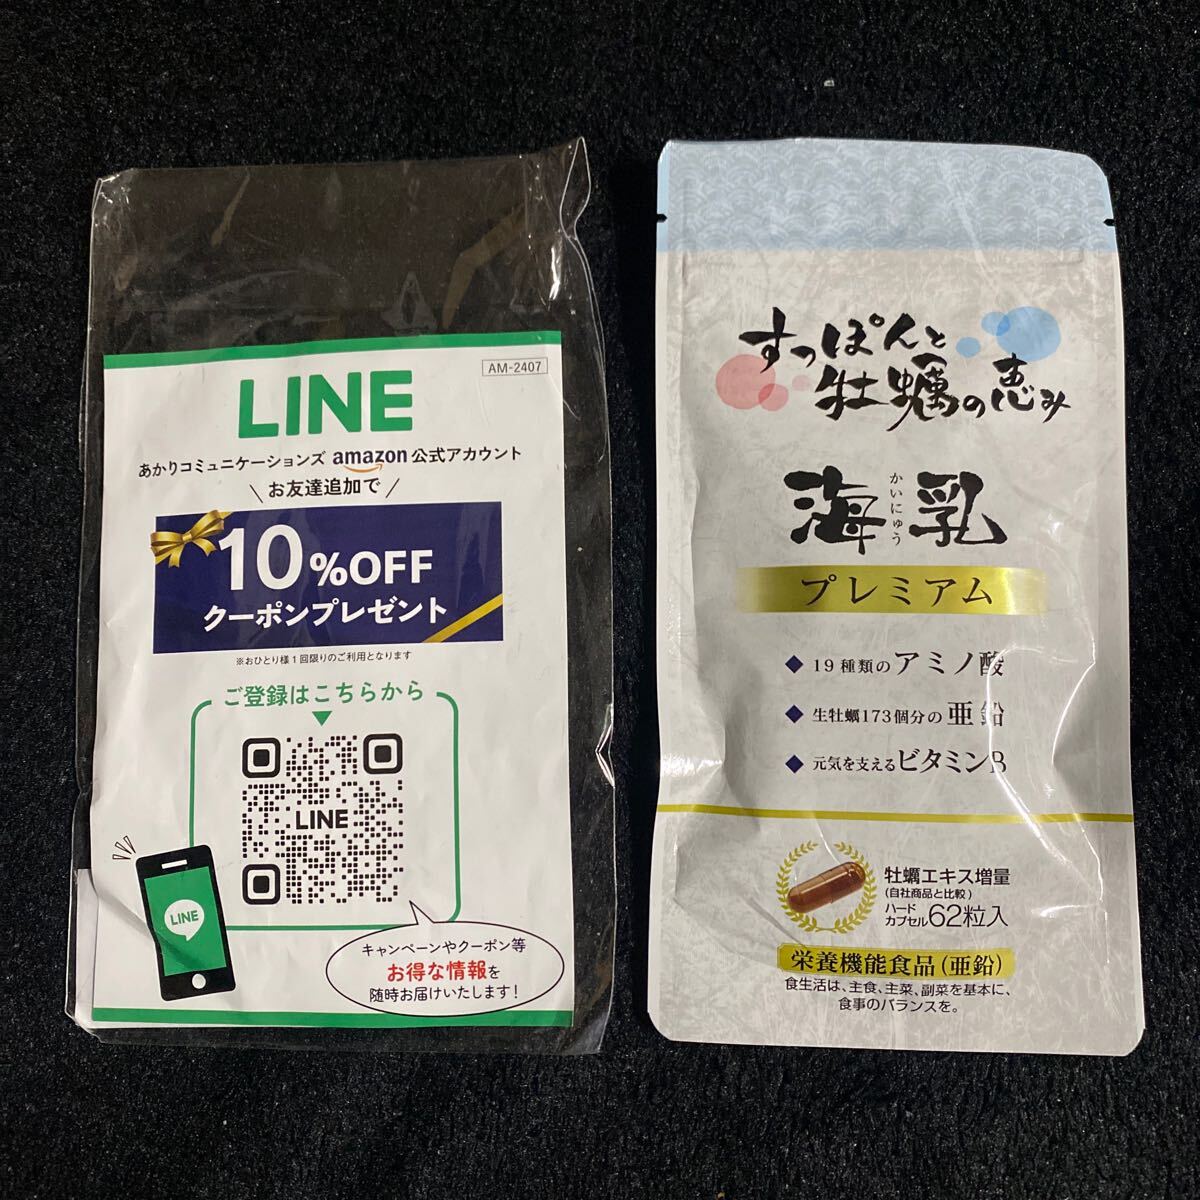 AM-2407
LINE
あかりコミュニケーションズ amazon 公式アカウント
\ お友達追加で /
10%OFF
クーポンプレゼント
※おひとり様1回限りのご利用となります
ご登録はこちらから
LINE
LINE
キャンペーンやクーポン等
お得な情報を
随時お届けいたします!
すっぽんと
牡蠣の恵み
海乳
かいにゅう
プレミアム
◆ 19種類のアミノ酸
◆ 生牡蠣173個分の亜鉛
◆ 元気を支えるビタミンB
牡蠣エキス増量
(自社商品と比較)
ハード
カプセル62粒入
栄養機能食品(亜鉛)
食生活は、主食、主菜、副菜を基本に、
食事のバランスを。